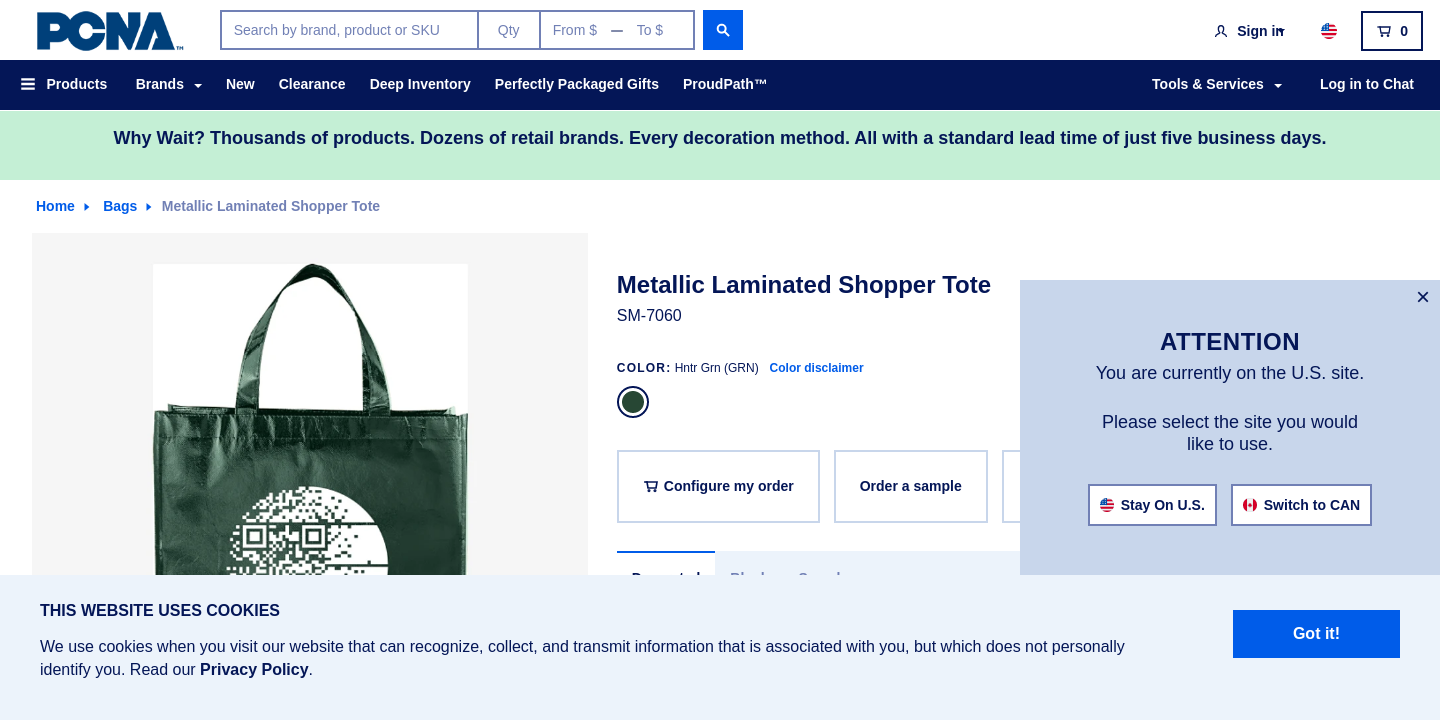 PCNA™
Search by brand, product or SKU
Qty
From $ — To $
Sign in
0
Products
Brands
New
Clearance
Deep Inventory
Perfectly Packaged Gifts
ProudPath™
Tools & Services
Log in to Chat
Why Wait? Thousands of products. Dozens of retail brands. Every decoration method. All with a standard lead time of just five business days.
Home
Bags
Metallic Laminated Shopper Tote
Metallic Laminated Shopper Tote
SM-7060
COLOR: Hntr Grn (GRN) Color disclaimer
Configure my order
Order a sample
×
ATTENTION
You are currently on the U.S. site.
Please select the site you would
like to use.
Stay On U.S.
Switch to CAN
THIS WEBSITE USES COOKIES
We use cookies when you visit our website that can recognize, collect, and transmit information that is associated with you, but which does not personally
identify you. Read our Privacy Policy.
Got it!